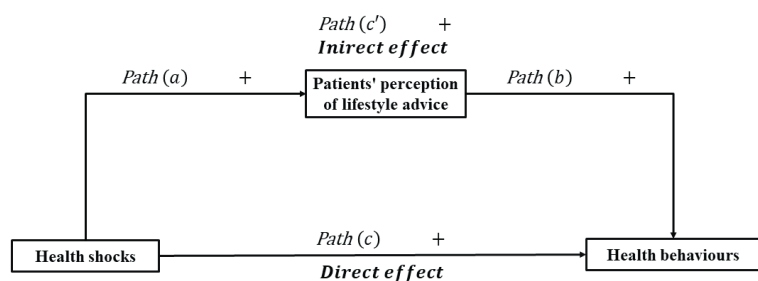 Path (c') +
Inirect effect
Path (a) +
Patients' perception
of lifestyle advice
Path (b) +
Health shocks
Path (c) +
Direct effect
Health behaviours